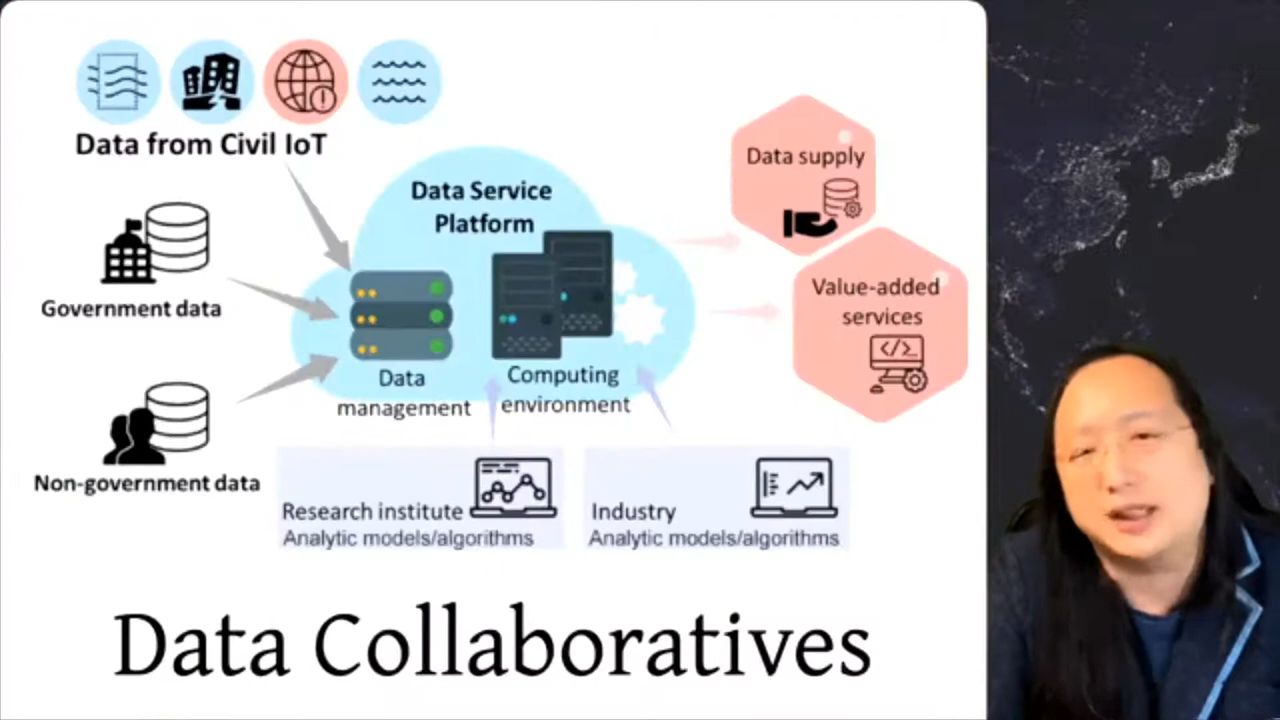 Data from Civil IoT
Data Service
Platform
Data supply
Government data
Value-added
services
Data
management
Computing
environment
Non-government data
Research institute
Analytic models/algorithms
Industry
Analytic models/algorithms
Data Collaboratives